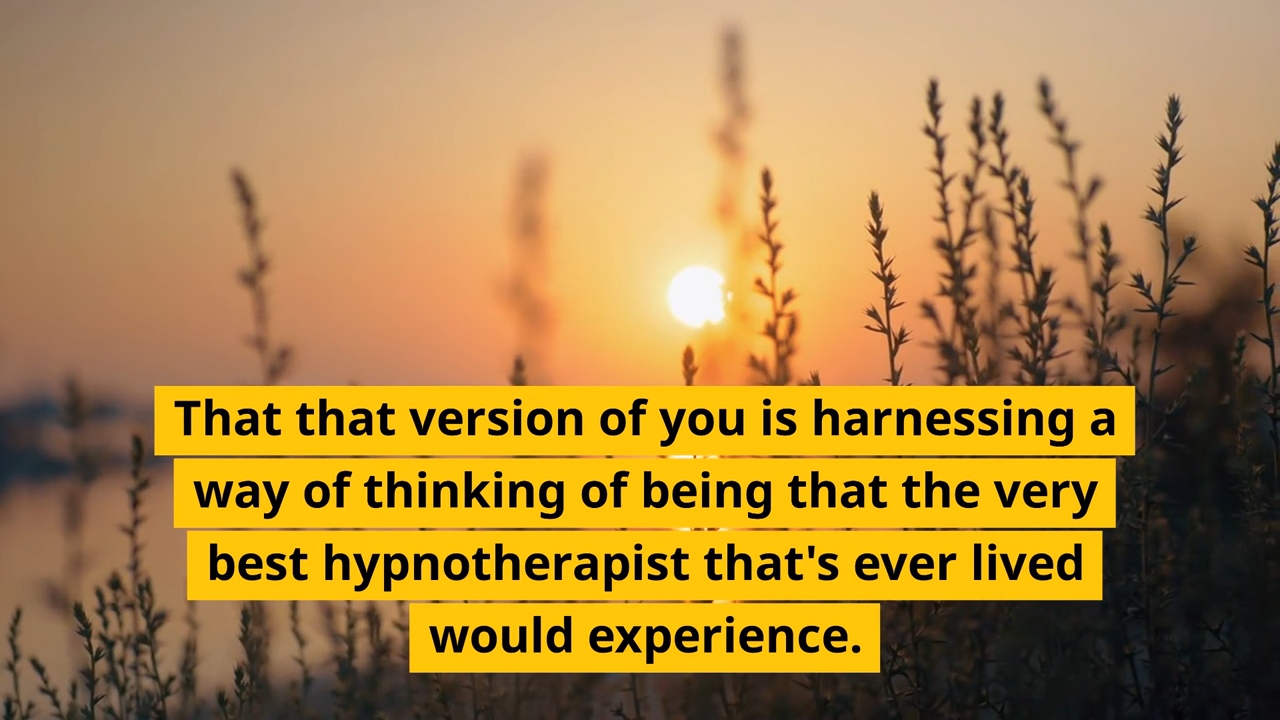 That that version of you is harnessing a
way of thinking of being that the very
best hypnotherapist that's ever lived
would experience.